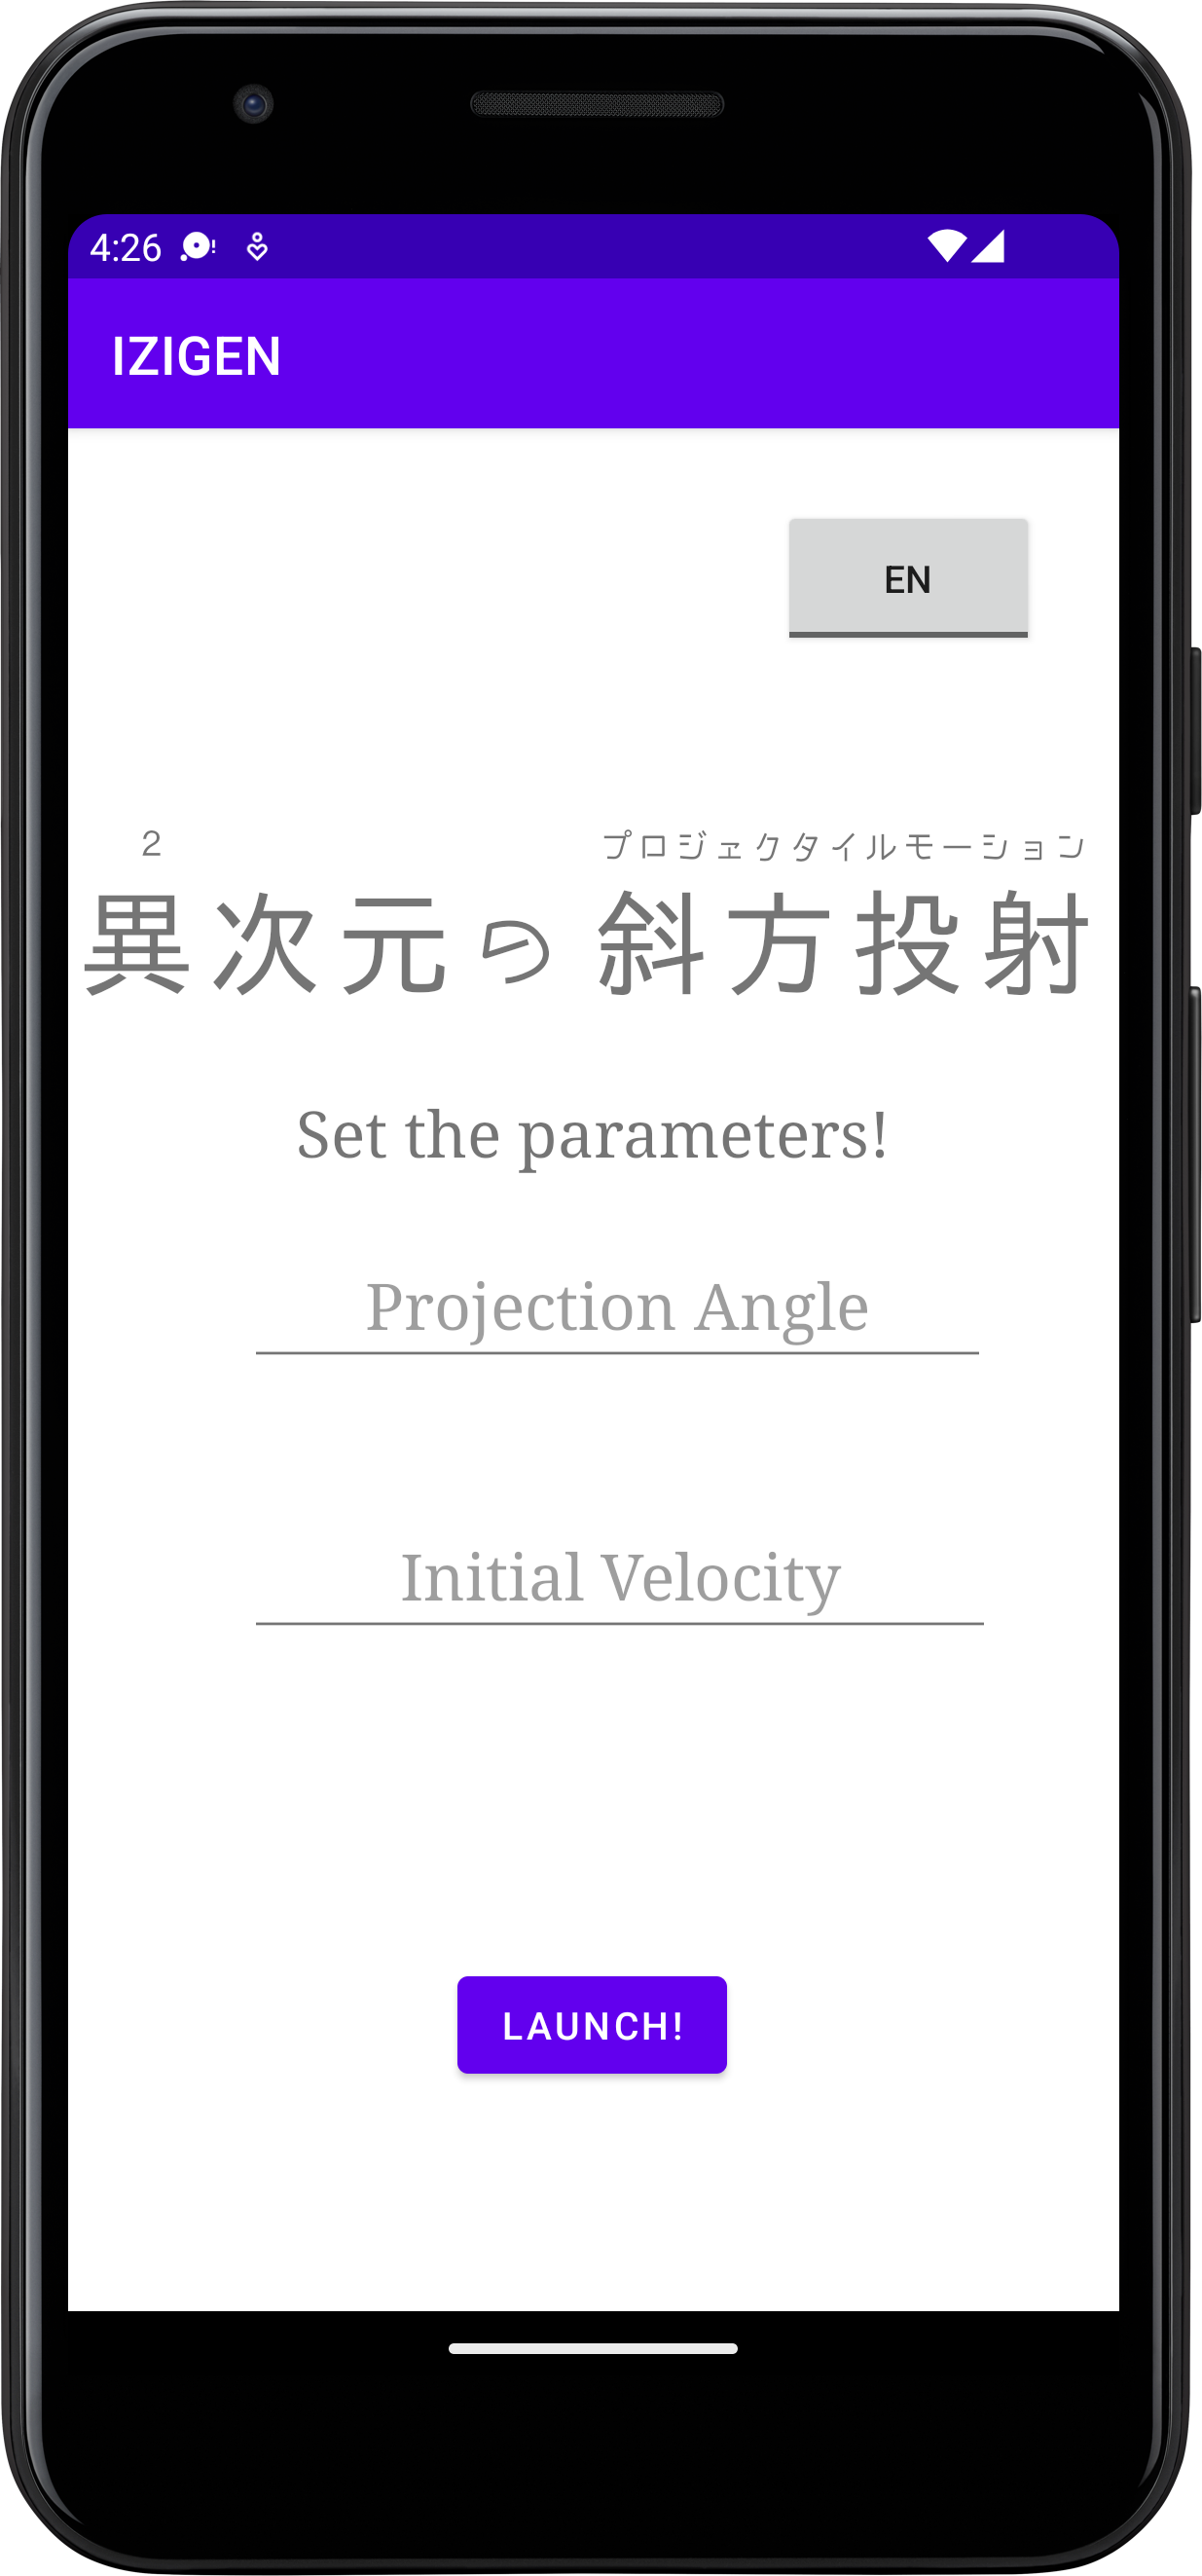 4:26
IZIGEN
EN
2 プロジェクタイルモーション
異次元の 斜方投射
Set the parameters!
Projection Angle
Initial Velocity
LAUNCH!